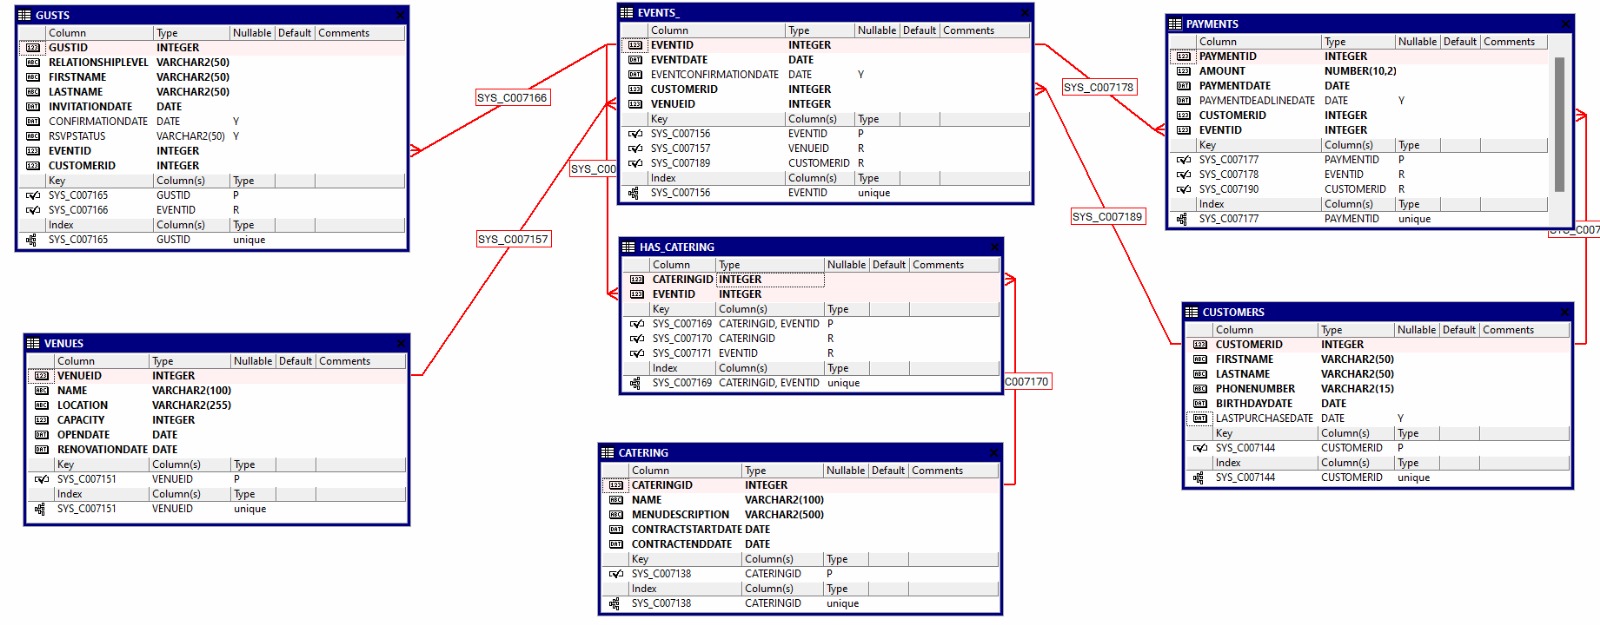 GUSTS
Column Type Nullable Default Comments
GUSTID INTEGER
RELATIONSHIPLEVEL VARCHAR2(50)
FIRSTNAME VARCHAR2(50)
LASTNAME VARCHAR2(50)
INVITATIONDATE DATE
CONFIRMATIONDATE DATE Y
RSVPSTATUS VARCHAR2(50) Y
EVENTID INTEGER
CUSTOMERID INTEGER
Key Column(s) Type
SYS_C007165 GUSTID P
SYS_C007166 EVENTID R
Index Column(s) Type
SYS_C007165 GUSTID unique
SYS_C007166
EVENTS_
Column Type Nullable Default Comments
EVENTID INTEGER
EVENTDATE DATE
EVENTCONFIRMATIONDATE DATE Y
CUSTOMERID INTEGER
VENUEID INTEGER
Key Column(s) Type
SYS_C007156 EVENTID P
SYS_C007157 VENUEID R
SYS_C007189 CUSTOMERID R
Index Column(s) Type
SYS_C007156 EVENTID unique
SYS_C007178
PAYMENTS
Column Type Nullable Default Comments
PAYMENTID INTEGER
AMOUNT NUMBER(10,2)
PAYMENTDATE DATE
PAYMENTDEADLINEDATE DATE Y
CUSTOMERID INTEGER
EVENTID INTEGER
Key Column(s) Type
SYS_C007177 PAYMENTID P
SYS_C007178 EVENTID R
SYS_C007190 CUSTOMERID R
Index Column(s) Type
SYS_C007177 PAYMENTID unique
SYS_C00
SYS_C007157
SYS_C007189
SYS_C007
HAS_CATERING
Column Type Nullable Default Comments
CATERINGID INTEGER
EVENTID INTEGER
Key Column(s) Type
SYS_C007169 CATERINGID, EVENTID P
SYS_C007170 CATERINGID R
SYS_C007171 EVENTID R
Index Column(s) Type
SYS_C007169 CATERINGID, EVENTID unique
C007170
VENUES
Column Type Nullable Default Comments
VENUEID INTEGER
NAME VARCHAR2(100)
LOCATION VARCHAR2(255)
CAPACITY INTEGER
OPENDATE DATE
RENOVATIONDATE DATE
Key Column(s) Type
SYS_C007151 VENUEID P
Index Column(s) Type
SYS_C007151 VENUEID unique
CUSTOMERS
Column Type Nullable Default Comments
CUSTOMERID INTEGER
FIRSTNAME VARCHAR2(50)
LASTNAME VARCHAR2(50)
PHONENUMBER VARCHAR2(15)
BIRTHDAYDATE DATE
LASTPURCHASEDATE DATE Y
Key Column(s) Type
SYS_C007144 CUSTOMERID P
Index Column(s) Type
SYS_C007144 CUSTOMERID unique
CATERING
Column Type Nullable Default Comments
CATERINGID INTEGER
NAME VARCHAR2(100)
MENUDESCRIPTION VARCHAR2(500)
CONTRACTSTARTDATE DATE
CONTRACTENDDATE DATE
Key Column(s) Type
SYS_C007138 CATERINGID P
Index Column(s) Type
SYS_C007138 CATERINGID unique